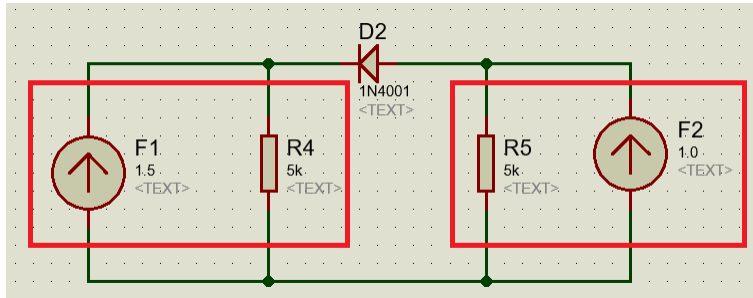 D2
1N4001
<TEXT>
F1
1.5
<TEXT>
R4
5k
<TEXT>
R5
5k
<TEXT>
F2
1.0
<TEXT>